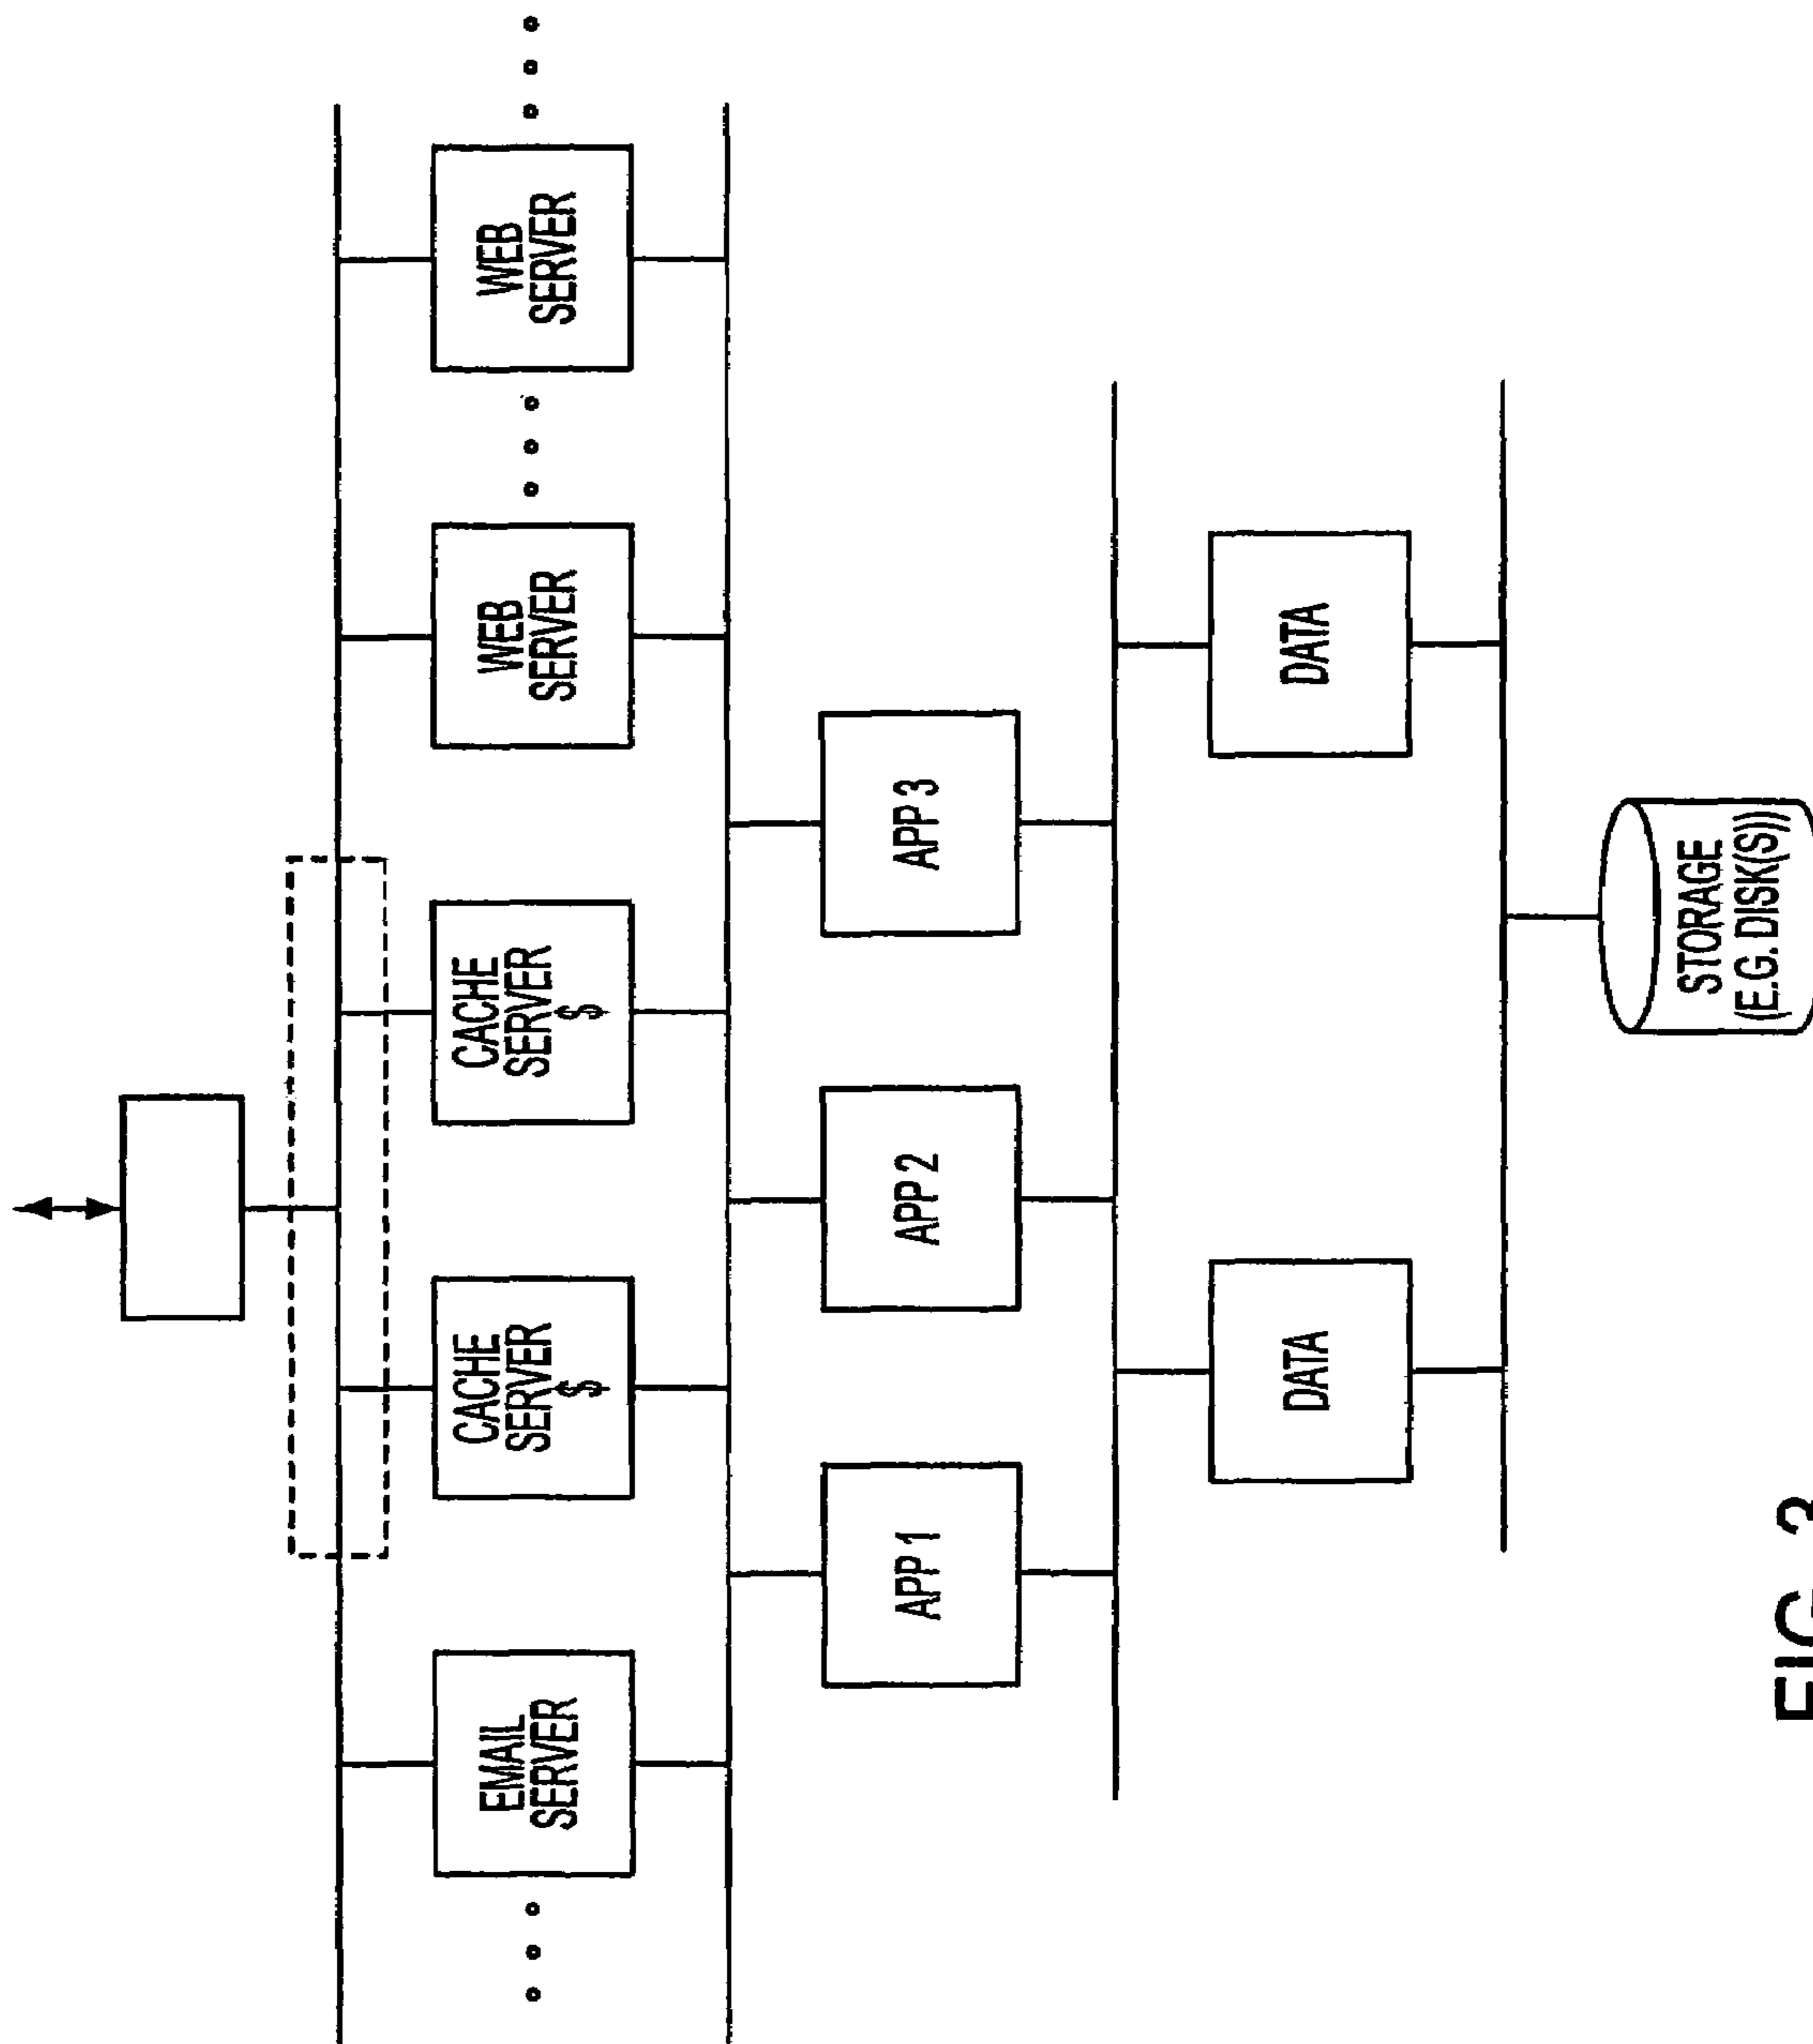 EMAIL
SERVER
CACHE
SERVER
$
CACHE
SERVER
$
WEB
SERVER
WEB
SERVER
APP 1
APP 2
APP 3
DATA
DATA
STORAGE
(E.G. DISK(S))
FIG